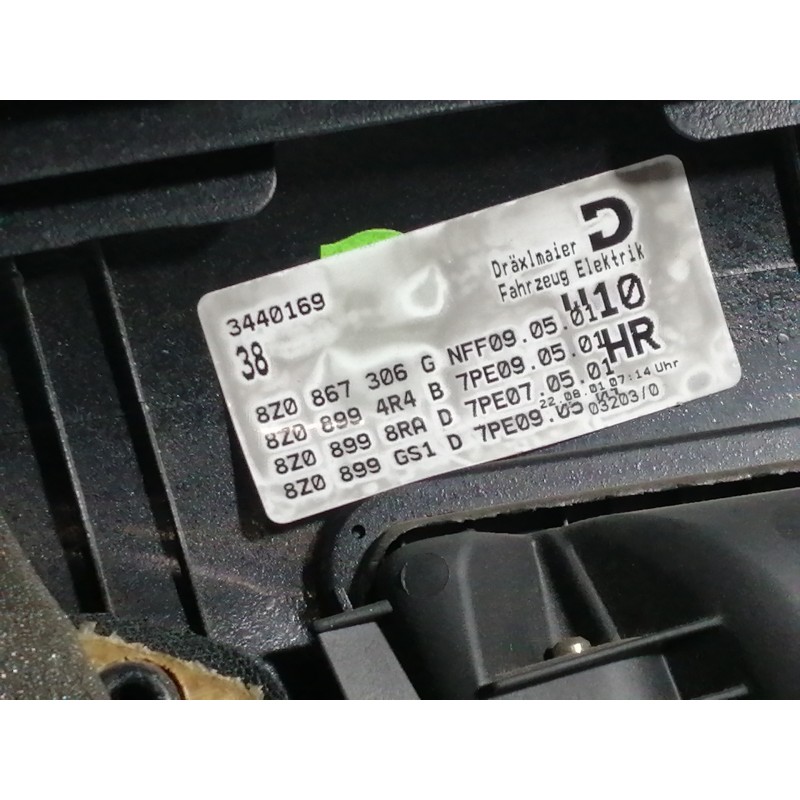 D
Dräxlmaier
Fahrzeug Elektrik
3440169
38
U10
HR
8Z0 867 306 G NFF09.05.01
8Z0 899 4R4 B 7PE09.05.01
8Z0 899 8RA D 7PE07.05.01
8Z0 899 GS1 D 7PE09.05
22.08.01 07:14 Uhr
03203/0